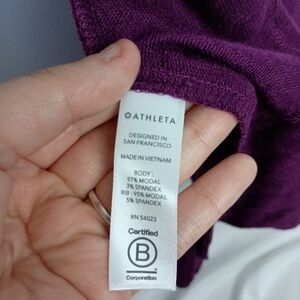 ATHLETA
DESIGNED IN
SAN FRANCISCO
MADE IN VIETNAM
BODY:
97% MODAL
3% SPANDEX
RIB: 95% MODAL
5% SPANDEX
RN 54023
Certified
B
Corporation